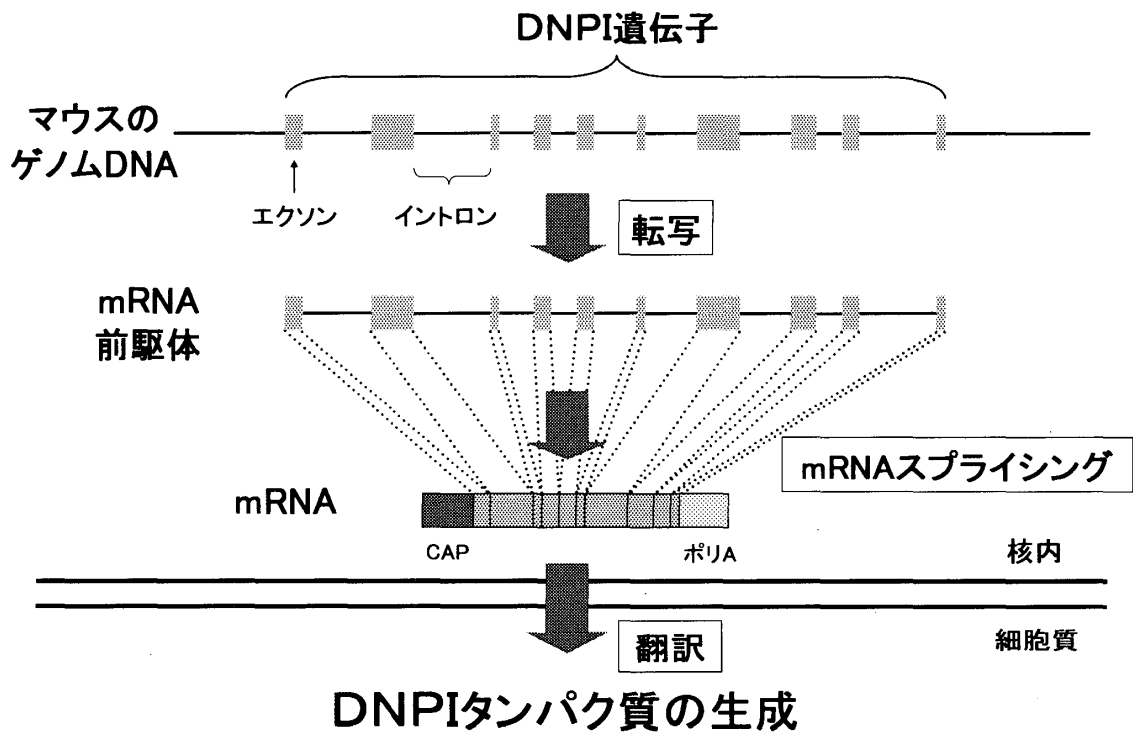 DNPI遺伝子
マウスの
ゲノムDNA
エクソン
イントロン
転写
mRNA
前駆体
mRNAスプライシング
mRNA
CAP
ポリA
核内
細胞質
翻訳
DNPIタンパク質の生成